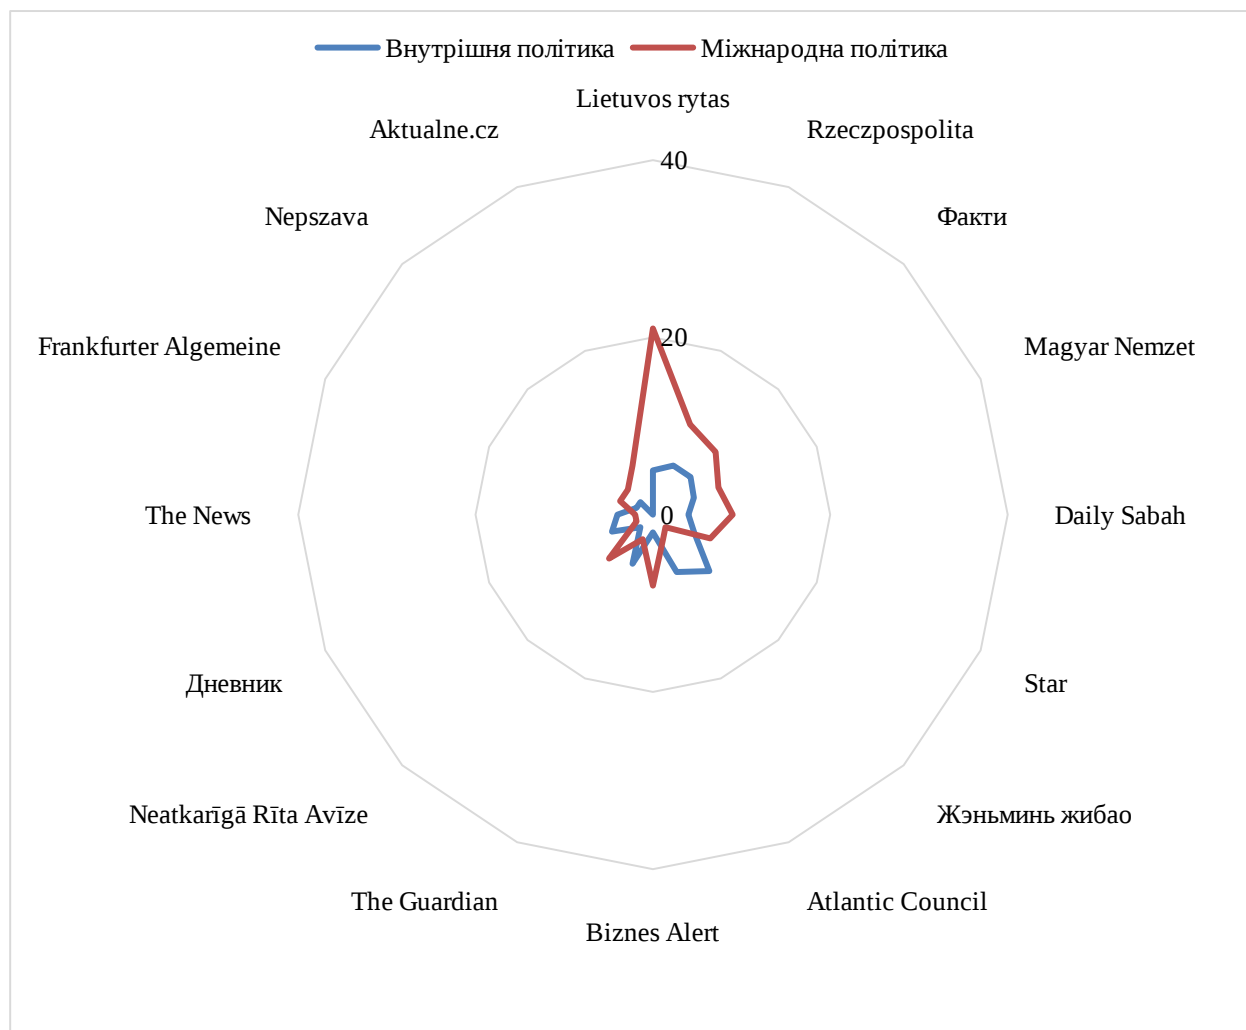 Внутрішня політика Міжнародна політика
Lietuvos rytas
Aktualne.cz Rzeczpospolita
40
Nepszava Факти
20
Frankfurter Algemeine Magyar Nemzet
The News 0 Daily Sabah
Дневник Star
Neatkarīgā Rīta Avīze Жэньминь жибао
The Guardian Atlantic Council
Biznes Alert